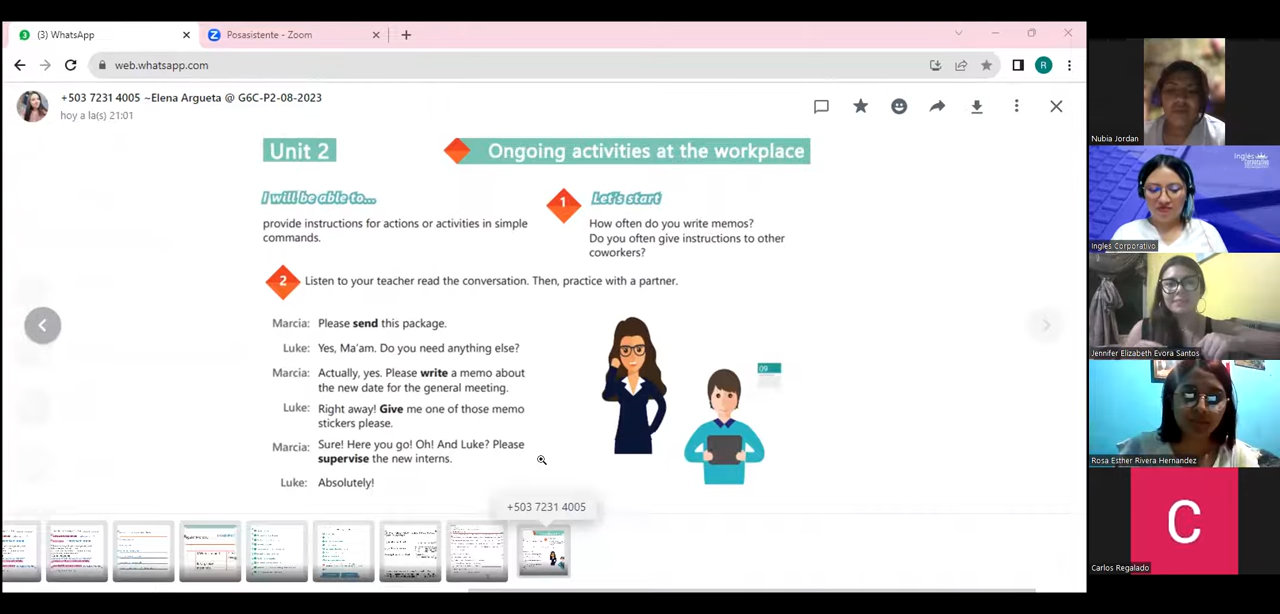 3
(3) WhatsApp
Posasistente - Zoom
web.whatsapp.com
R
+503 7231 4005 ~Elena Argueta @ G6C-P2-08-2023
hoy a la(s) 21:01
Unit 2
Ongoing activities at the workplace
I will be able to...
provide instructions for actions or activities in simple
commands.
1
Let's start
How often do you write memos?
Do you often give instructions to other
coworkers?
2
Listen to your teacher read the conversation. Then, practice with a partner.
Marcia: Please send this package.
Luke: Yes, Ma'am. Do you need anything else?
Marcia: Actually, yes. Please write a memo about
the new date for the general meeting.
Luke: Right away! Give me one of those memo
stickers please.
Marcia: Sure! Here you go! Oh! And Luke? Please
supervise the new interns.
Luke: Absolutely!
09
+503 7231 4005
Nubia Jordan
Inglés
Corporativo
Ingles Corporativo
Jennifer Elizabeth Evora Santos
Rosa Esther Rivera Hernandez
C
Carlos Regalado